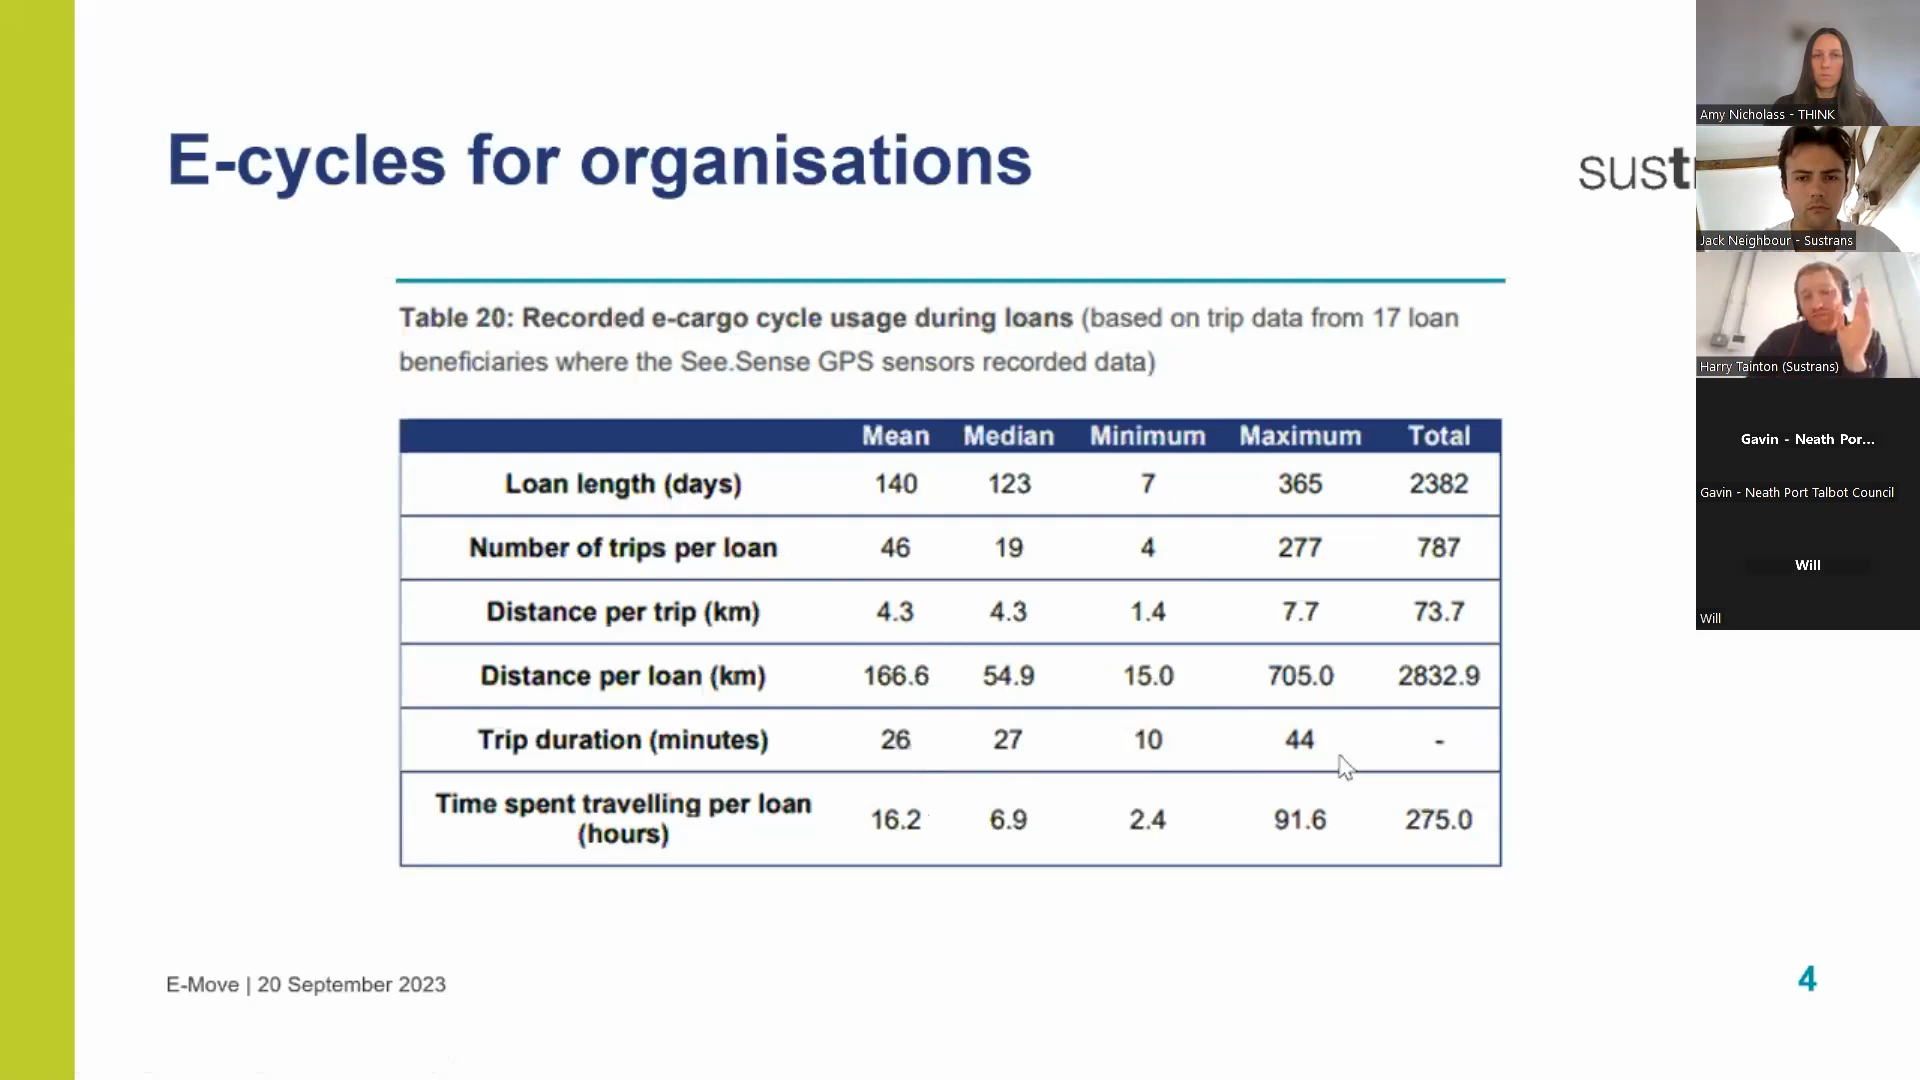 E-cycles for organisations
sust
Table 20: Recorded e-cargo cycle usage during loans (based on trip data from 17 loan
beneficiaries where the See.Sense GPS sensors recorded data)
Mean Median Minimum Maximum Total
Loan length (days) 140 123 7 365 2382
Number of trips per loan 46 19 4 277 787
Distance per trip (km) 4.3 4.3 1.4 7.7 73.7
Distance per loan (km) 166.6 54.9 15.0 705.0 2832.9
Trip duration (minutes) 26 27 10 44 -
Time spent travelling per loan
(hours) 16.2 6.9 2.4 91.6 275.0
E-Move | 20 September 2023
4
Amy Nicholass - THINK
Jack Neighbour - Sustrans
Harry Tainton (Sustrans)
Gavin - Neath Por...
Gavin - Neath Port Talbot Council
Will
Will